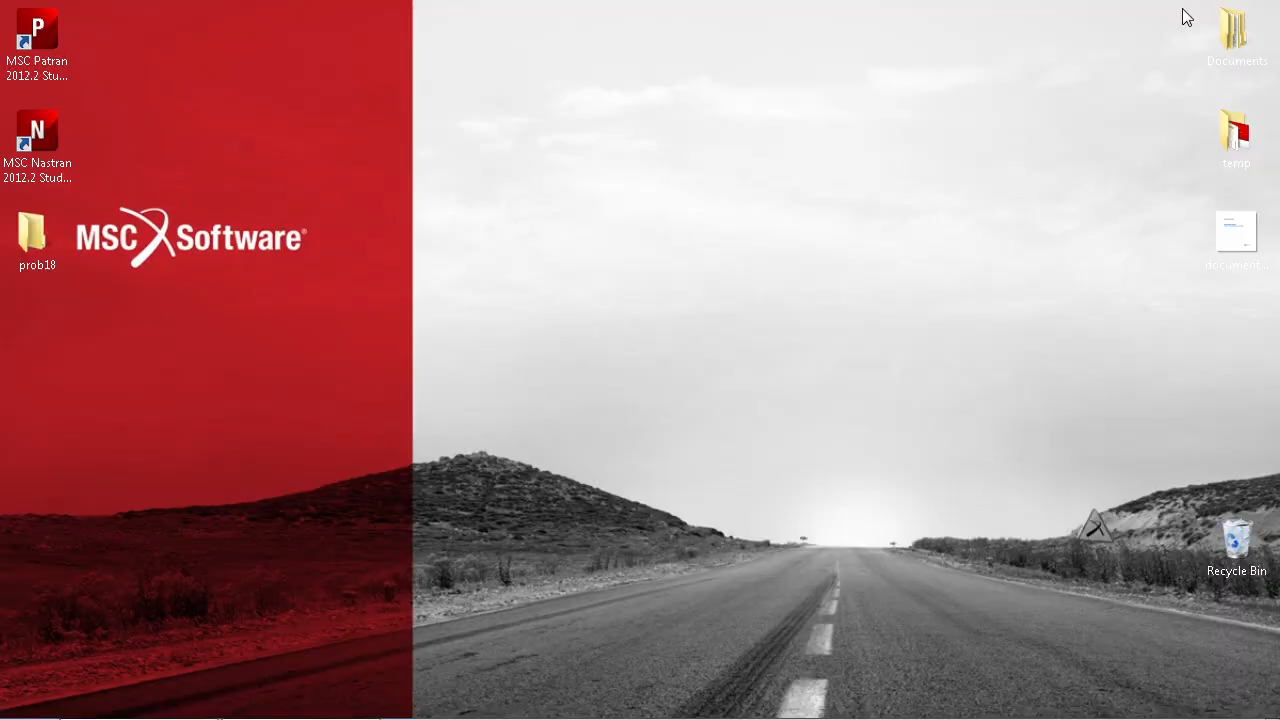 P
MSC Patran
2012.2 Stu...
N
MSC Nastran
2012.2 Stud...
prob18
MSC Software®
Documents
temp
document...
Recycle Bin